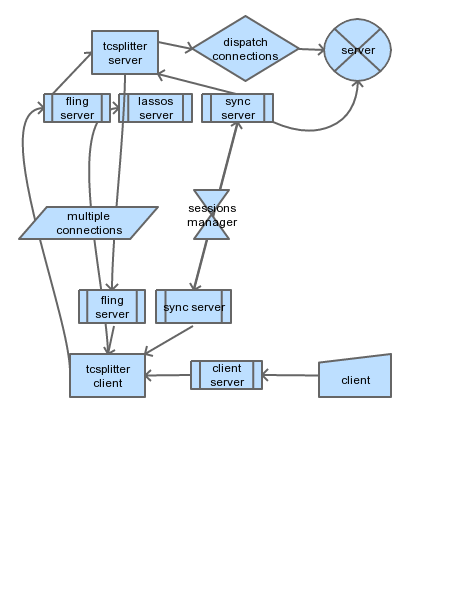 tcsplitter
server
dispatch
connections
server
fling
server
lassos
server
sync
server
sessions
manager
multiple
connections
fling
server
sync server
tcsplitter
client
client
server
client